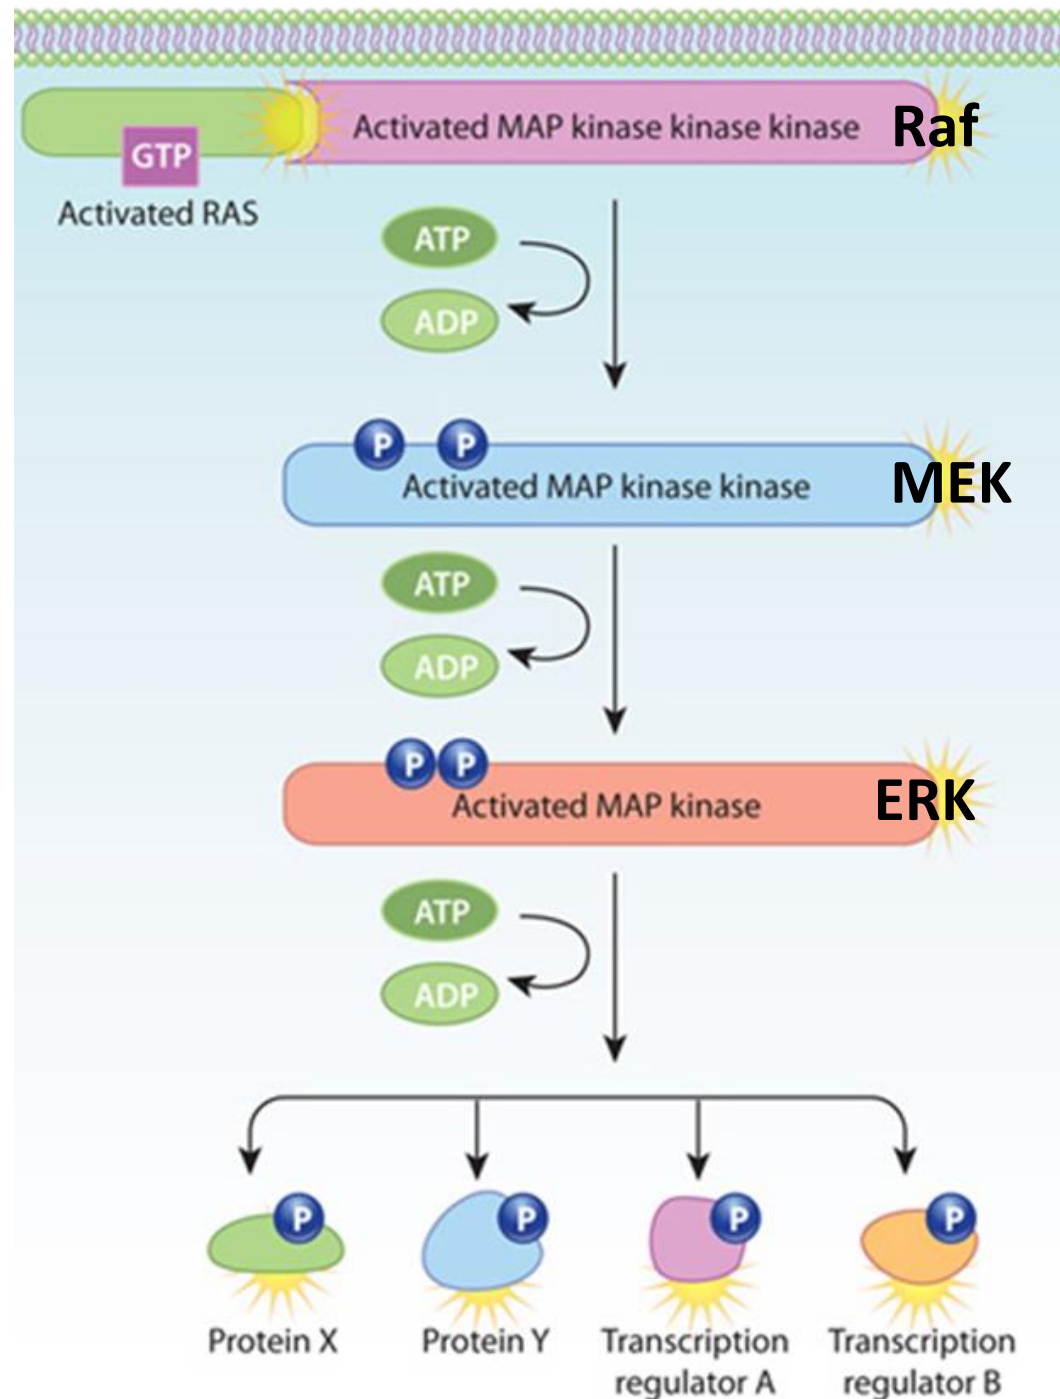 Activated MAP kinase kinase kinase Raf
GTP
Activated RAS
ATP
ADP
P P
Activated MAP kinase kinase MEK
ATP
ADP
P P
Activated MAP kinase ERK
ATP
ADP
P P P P
Protein X Protein Y Transcription Transcription
regulator A regulator B